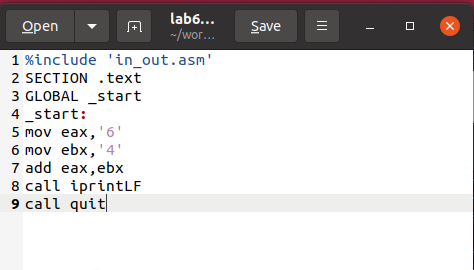 Open
lab6...
~/wor...
Save
1 %include 'in_out.asm'
2 SECTION .text
3 GLOBAL _start
4 _start:
5 mov eax,'6'
6 mov ebx,'4'
7 add eax,ebx
8 call iprintLF
9 call quit